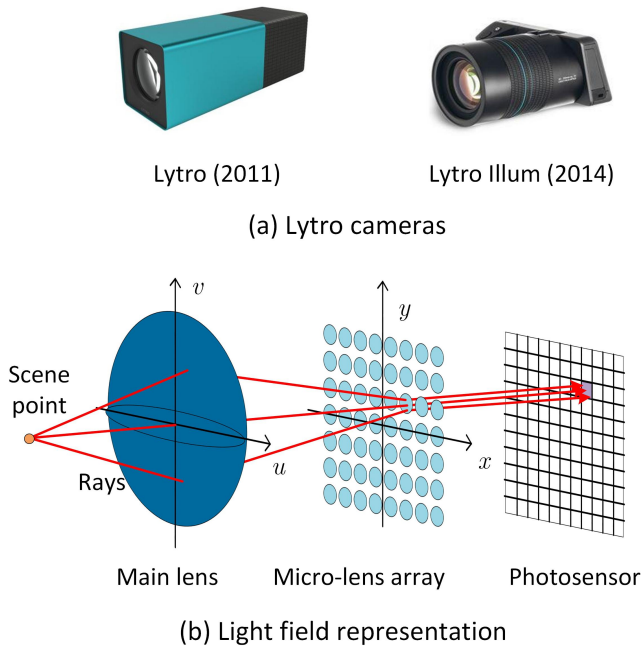 Lytro (2011)
Lytro Illum (2014)
(a) Lytro cameras
v
y
Scene
point
u
x
Rays
Main lens
Micro-lens array
Photosensor
(b) Light field representation